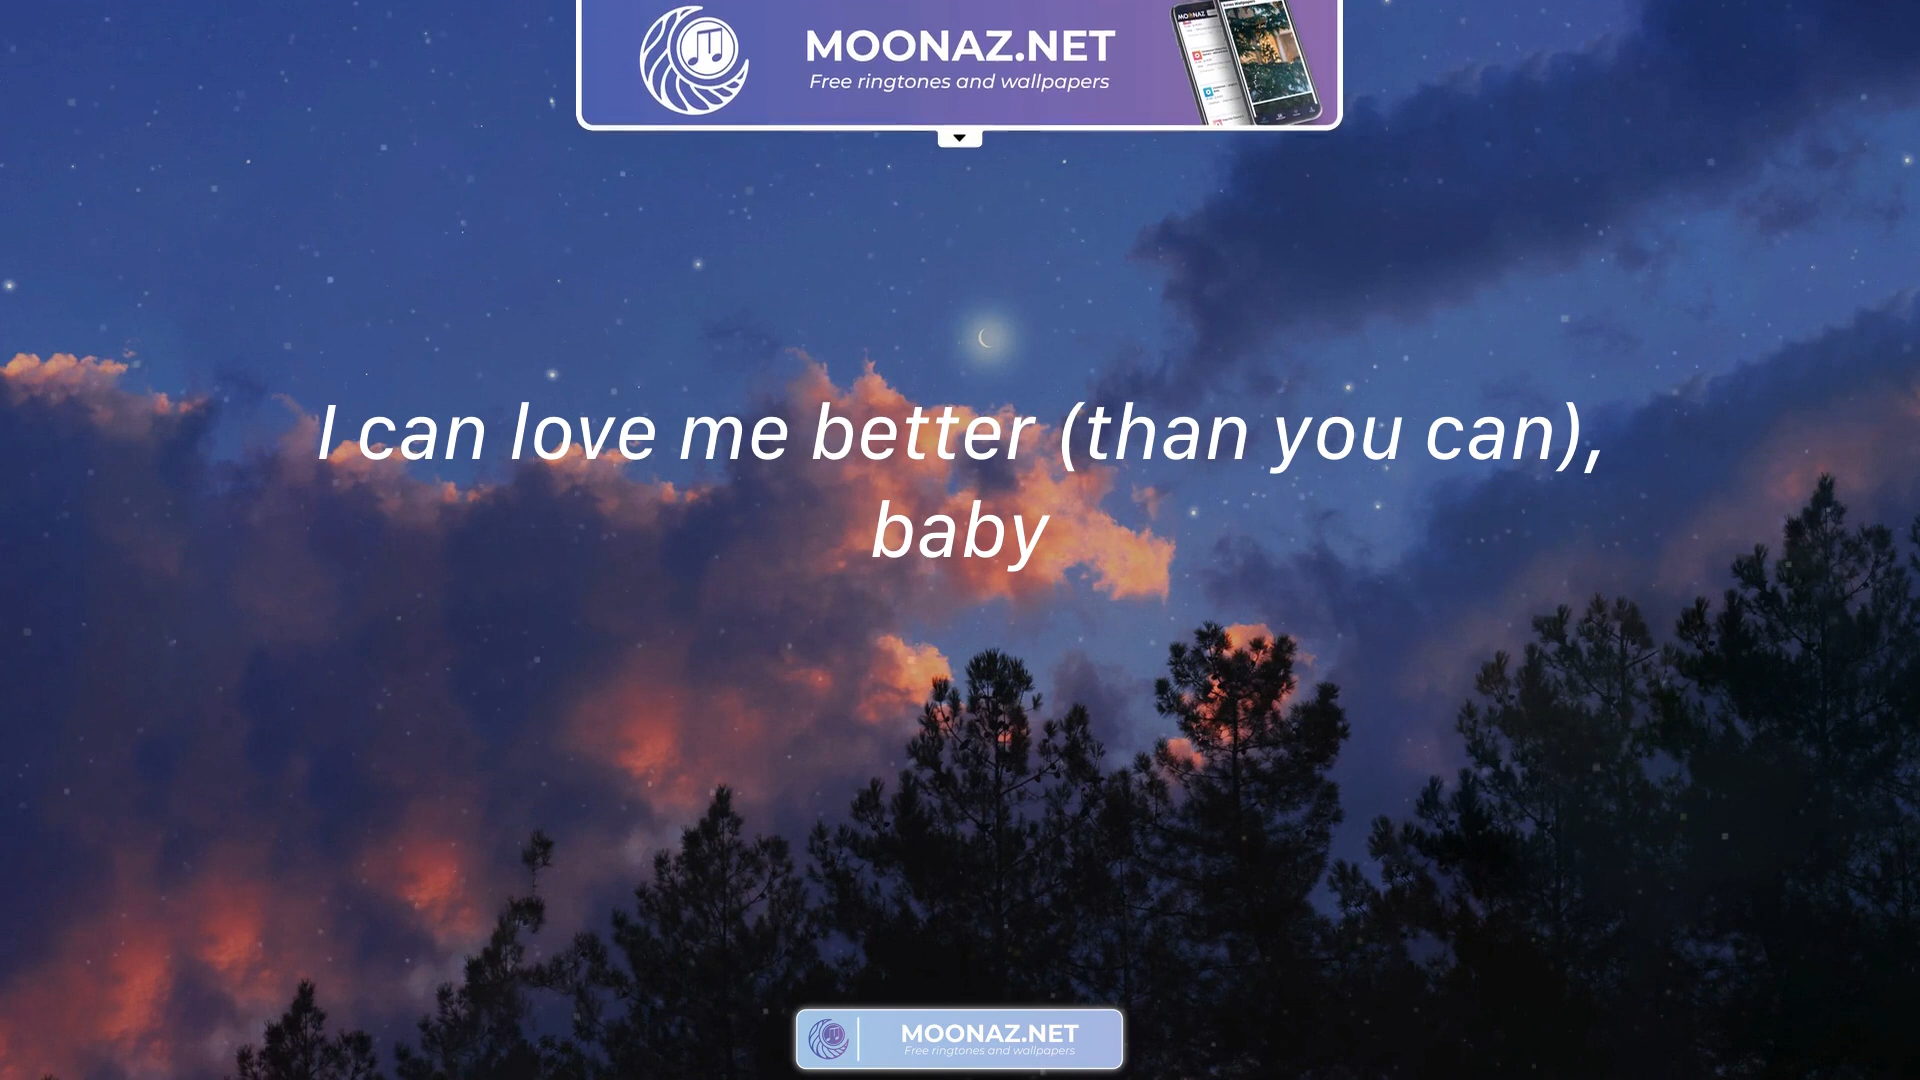 MOONAZ.NET
Free ringtones and wallpapers
I can love me better (than you can),
baby
MOONAZ.NET
Free ringtones and wallpapers